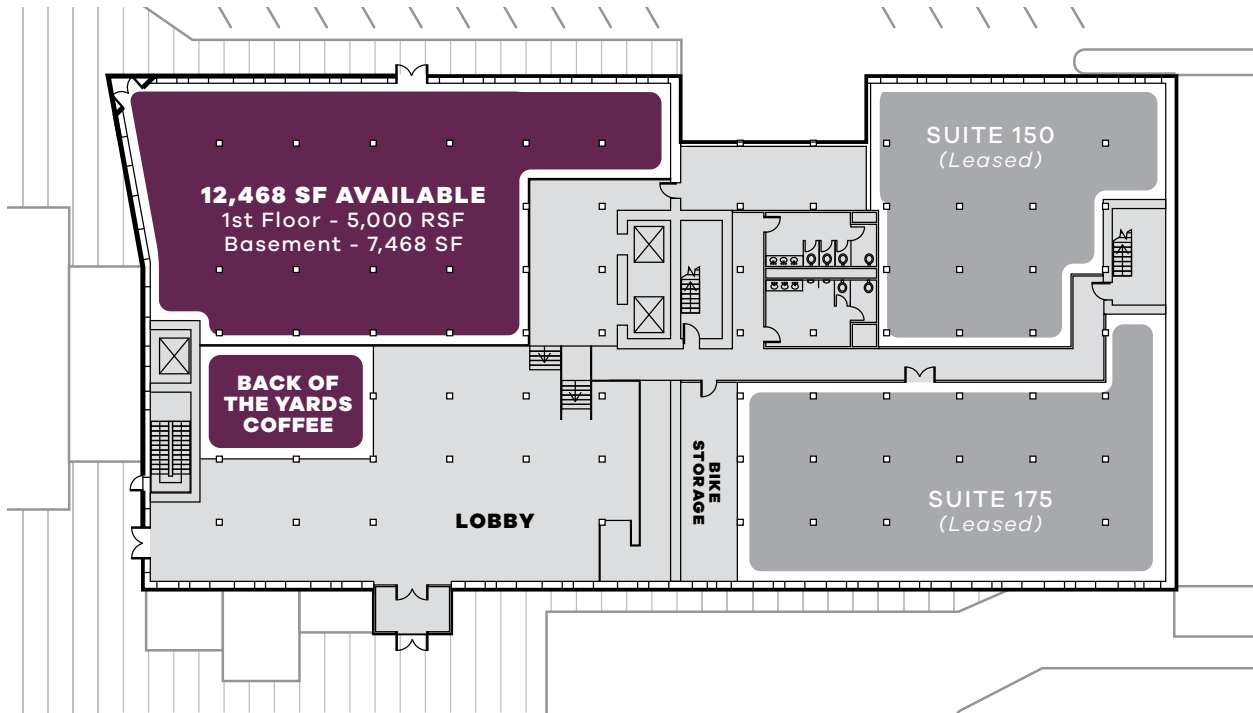 12,468 SF AVAILABLE
1st Floor - 5,000 RSF
Basement - 7,468 SF
SUITE 150
(Leased)
BACK OF
THE YARDS
COFFEE
LOBBY
BIKE
STORAGE
SUITE 175
(Leased)